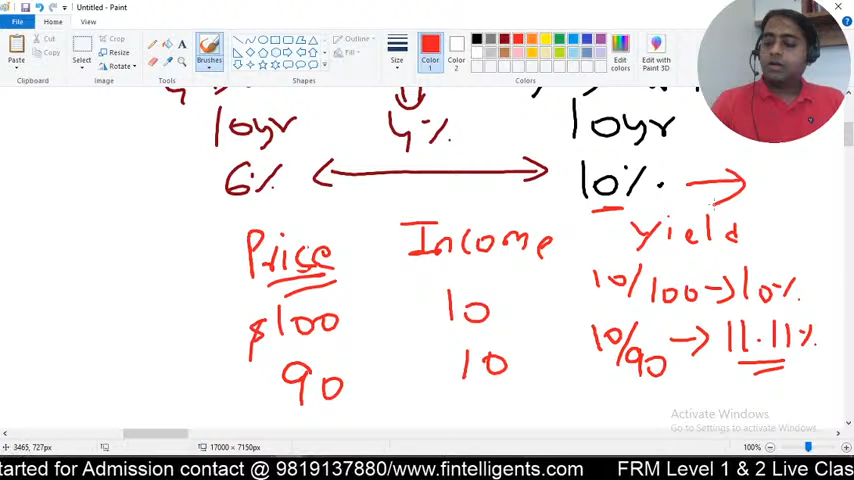 Untitled - Paint
File Home View
Cut
Copy
Paste
Clipboard
Select
Crop
Resize
Rotate
Image
Tools
Brushes
Shapes
Outline
Fill
Size
Color 1
Color 2
Colors
Edit colors
Edit with Paint 3D
10yr 4% 10yr
6% 10%
Price Income Yield
$100 10 10/100 → 10%
90 10 10/90 → 11.11%
Activate Windows
Go to Settings to activate Windows.
3465, 727px 17000 × 7150px 100%
started for Admission contact @ 9819137880/www.fintelligents.com FRM Level 1 & 2 Live Clas